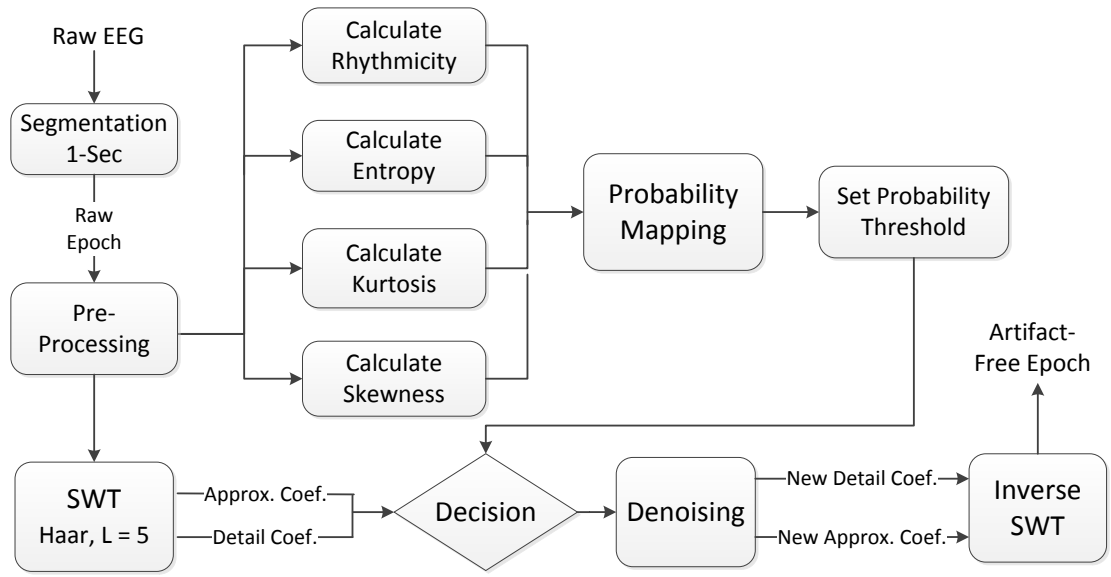 Raw EEG
Segmentation
1-Sec
Raw
Epoch
Pre-
Processing
Calculate
Rhythmicity
Calculate
Entropy
Calculate
Kurtosis
Calculate
Skewness
Probability
Mapping
Set Probability
Threshold
SWT
Haar, L = 5
Approx. Coef.
Detail Coef.
Decision
Denoising
New Detail Coef.
New Approx. Coef.
Inverse
SWT
Artifact-
Free Epoch